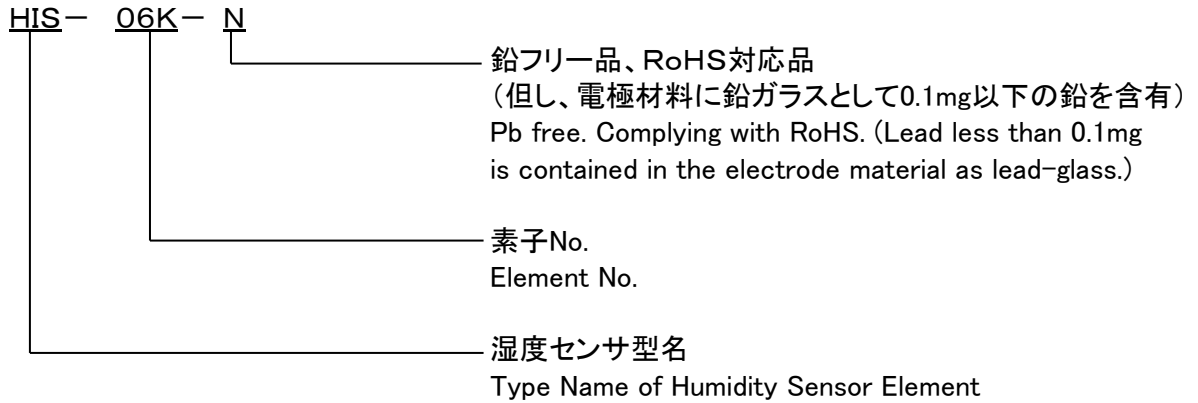 HIS－ 06K－ N
鉛フリー品、RoHS対応品
（但し、電極材料に鉛ガラスとして0.1mg以下の鉛を含有）
Pb free. Complying with RoHS. (Lead less than 0.1mg
is contained in the electrode material as lead-glass.)
素子No.
Element No.
湿度センサ型名
Type Name of Humidity Sensor Element